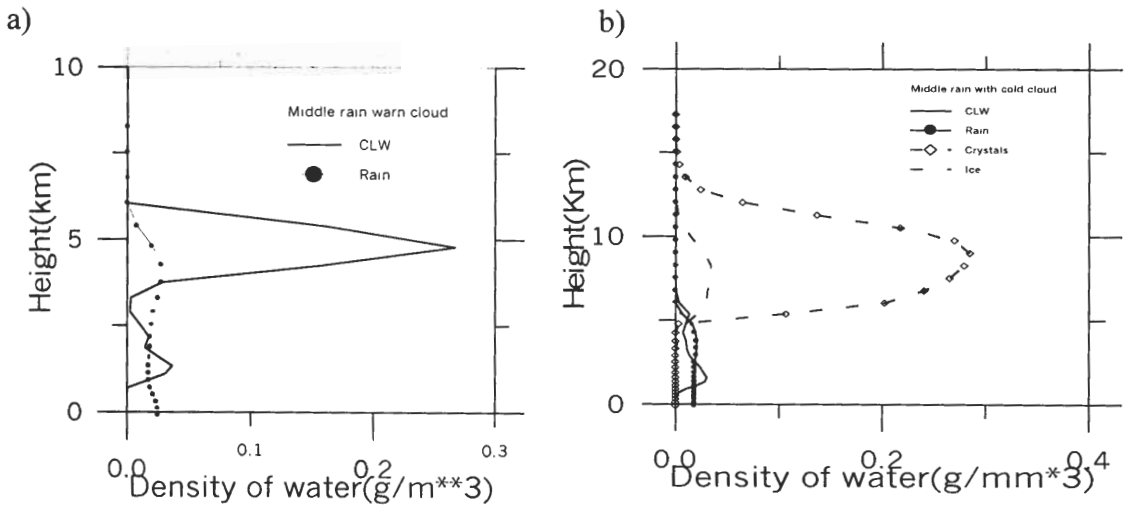 a)
10
5
0
Height(km)
Middle rain warn cloud
CLW
Rain
0.0
0.1
0.2
0.3
Density of water(g/m**3)
b)
20
10
0
Height(Km)
Middle rain with cold cloud
CLW
Rain
Crystals
Ice
0.0
0.2
0.4
Density of water(g/mm*3)